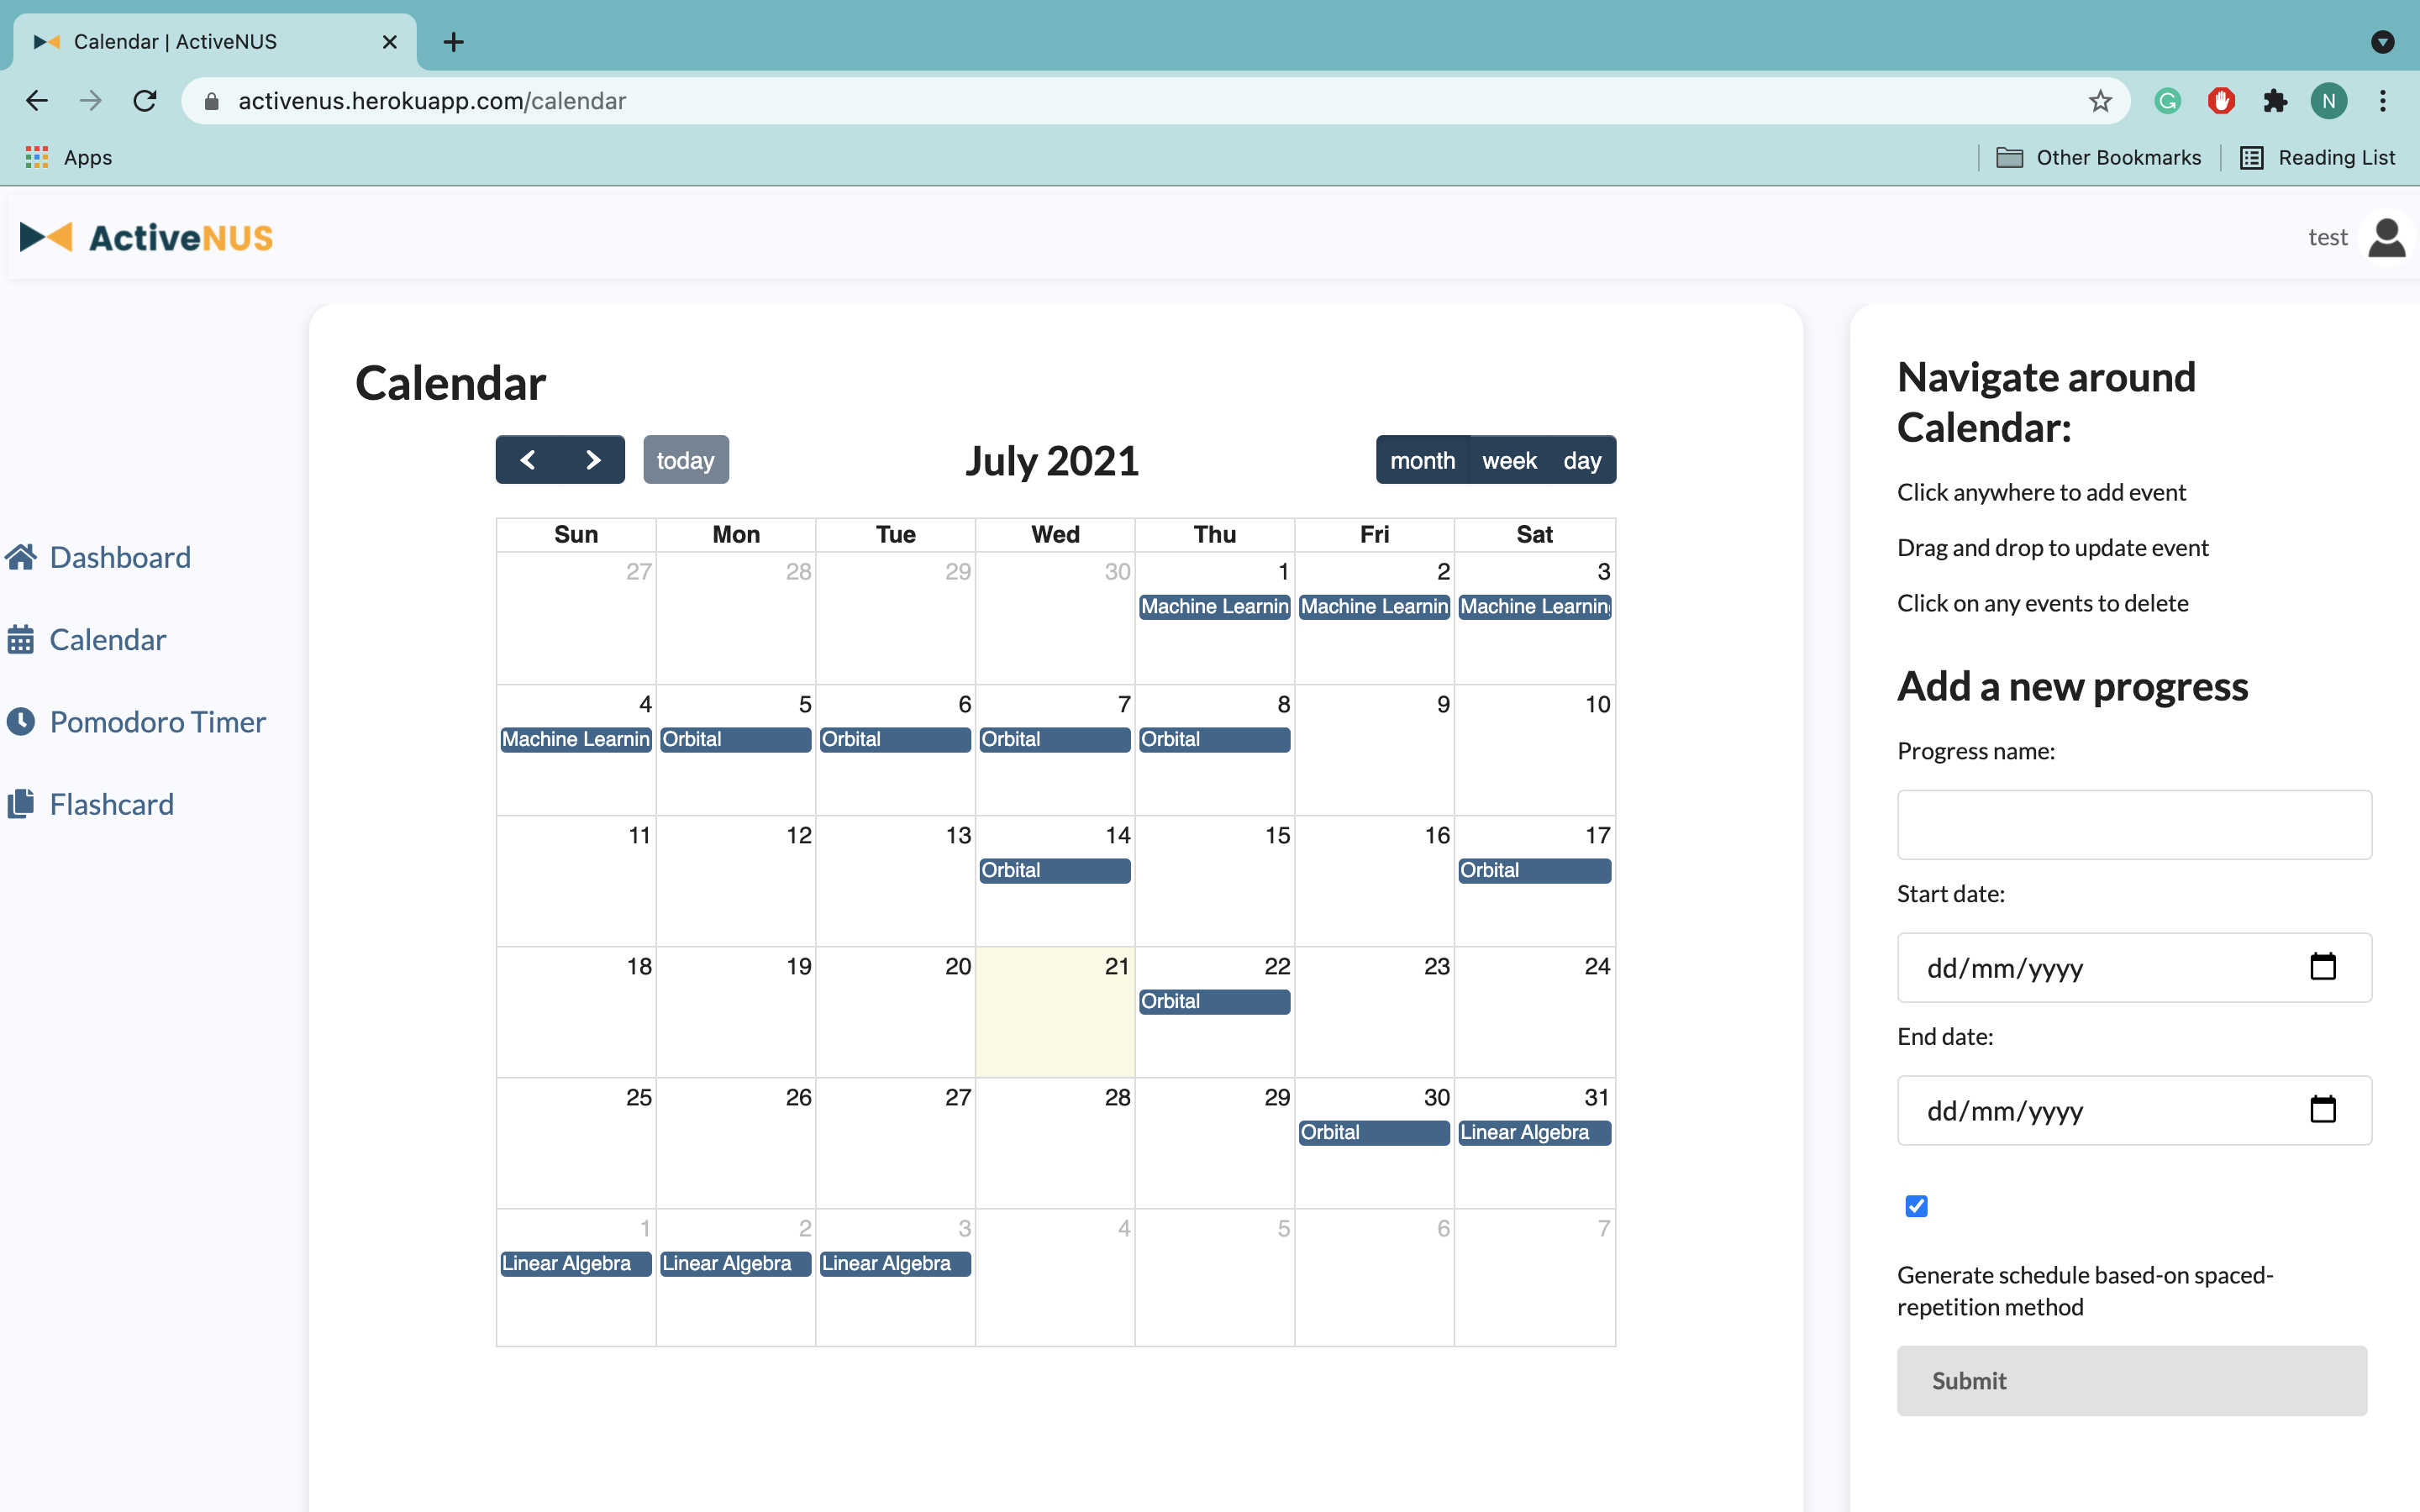 Calendar | ActiveNUS
activenus.herokuapp.com/calendar
N
Apps
Other Bookmarks
Reading List
ActiveNUS
test
Dashboard
Calendar
Pomodoro Timer
Flashcard
Calendar
today
July 2021
month week day
Sun Mon Tue Wed Thu Fri Sat
27 28 29 30 1 2 3
Machine Learnin Machine Learnin Machine Learnin
4 5 6 7 8 9 10
Machine Learnin Orbital Orbital Orbital Orbital
11 12 13 14 15 16 17
Orbital Orbital
18 19 20 21 22 23 24
Orbital
25 26 27 28 29 30 31
Orbital Linear Algebra
1 2 3 4 5 6 7
Linear Algebra Linear Algebra Linear Algebra
Navigate around
Calendar:
Click anywhere to add event
Drag and drop to update event
Click on any events to delete
Add a new progress
Progress name:
Start date:
dd/mm/yyyy
End date:
dd/mm/yyyy
Generate schedule based-on spaced-
repetition method
Submit